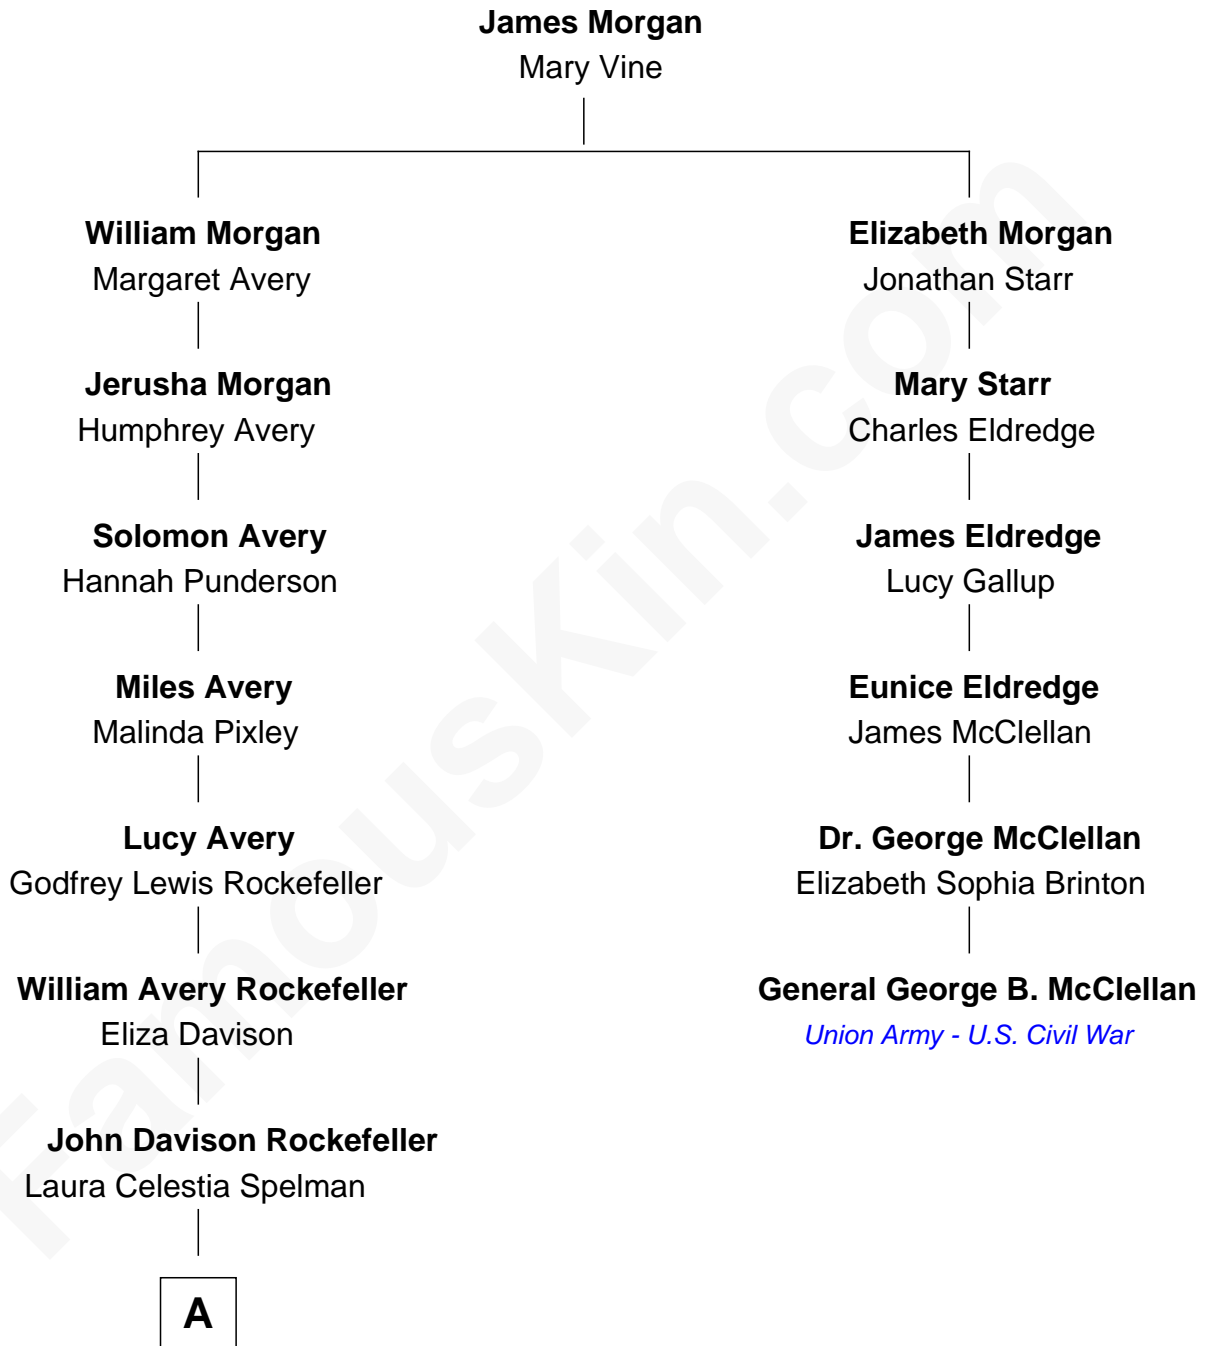 James Morgan
Mary Vine
William Morgan
Margaret Avery
Elizabeth Morgan
Jonathan Starr
Jerusha Morgan
Humphrey Avery
Mary Starr
Charles Eldredge
Solomon Avery
Hannah Punderson
James Eldredge
Lucy Gallup
Miles Avery
Malinda Pixley
Eunice Eldredge
James McClellan
Lucy Avery
Godfrey Lewis Rockefeller
Dr. George McClellan
Elizabeth Sophia Brinton
William Avery Rockefeller
Eliza Davison
General George B. McClellan
Union Army - U.S. Civil War
John Davison Rockefeller
Laura Celestia Spelman
A
FamousKin.com